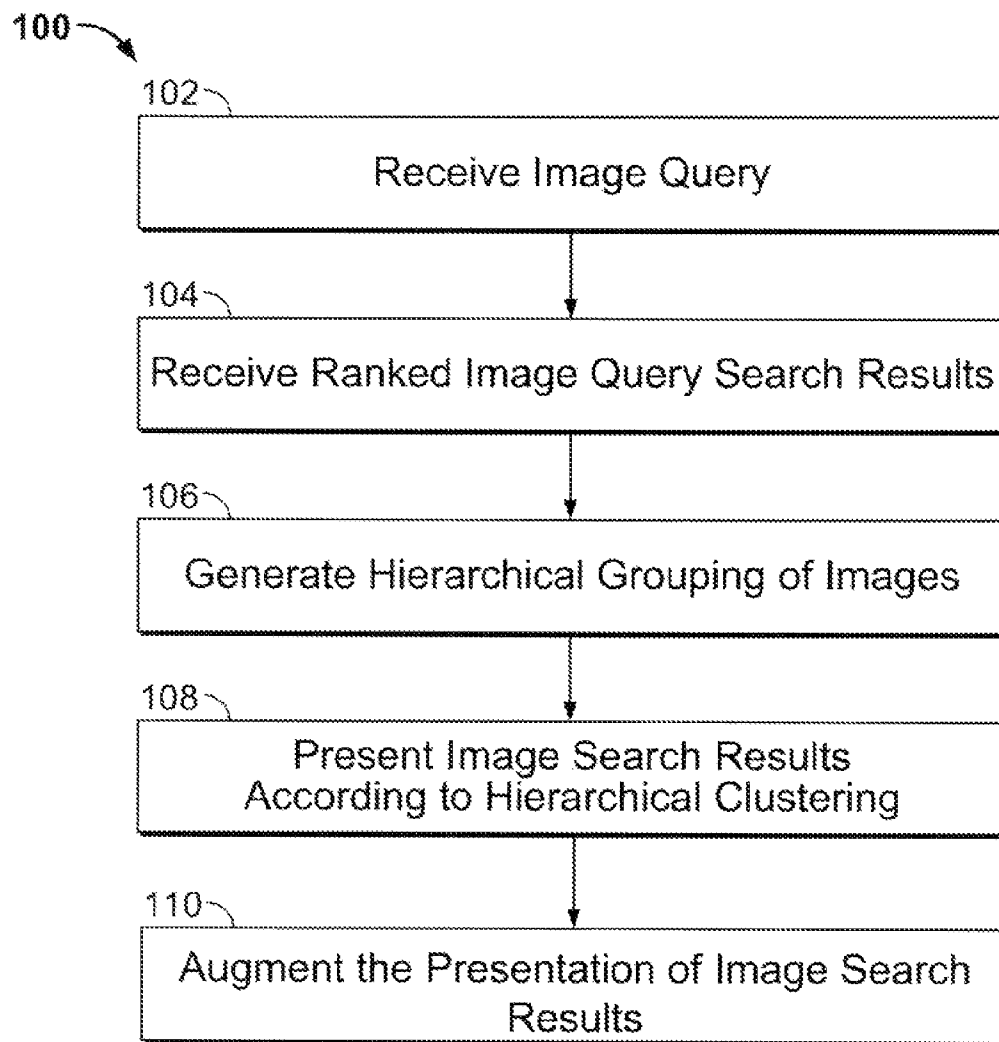 100
102
Receive Image Query
104
Receive Ranked Image Query Search Results
106
Generate Hierarchical Grouping of Images
108
Present Image Search Results
According to Hierarchical Clustering
110
Augment the Presentation of Image Search
Results